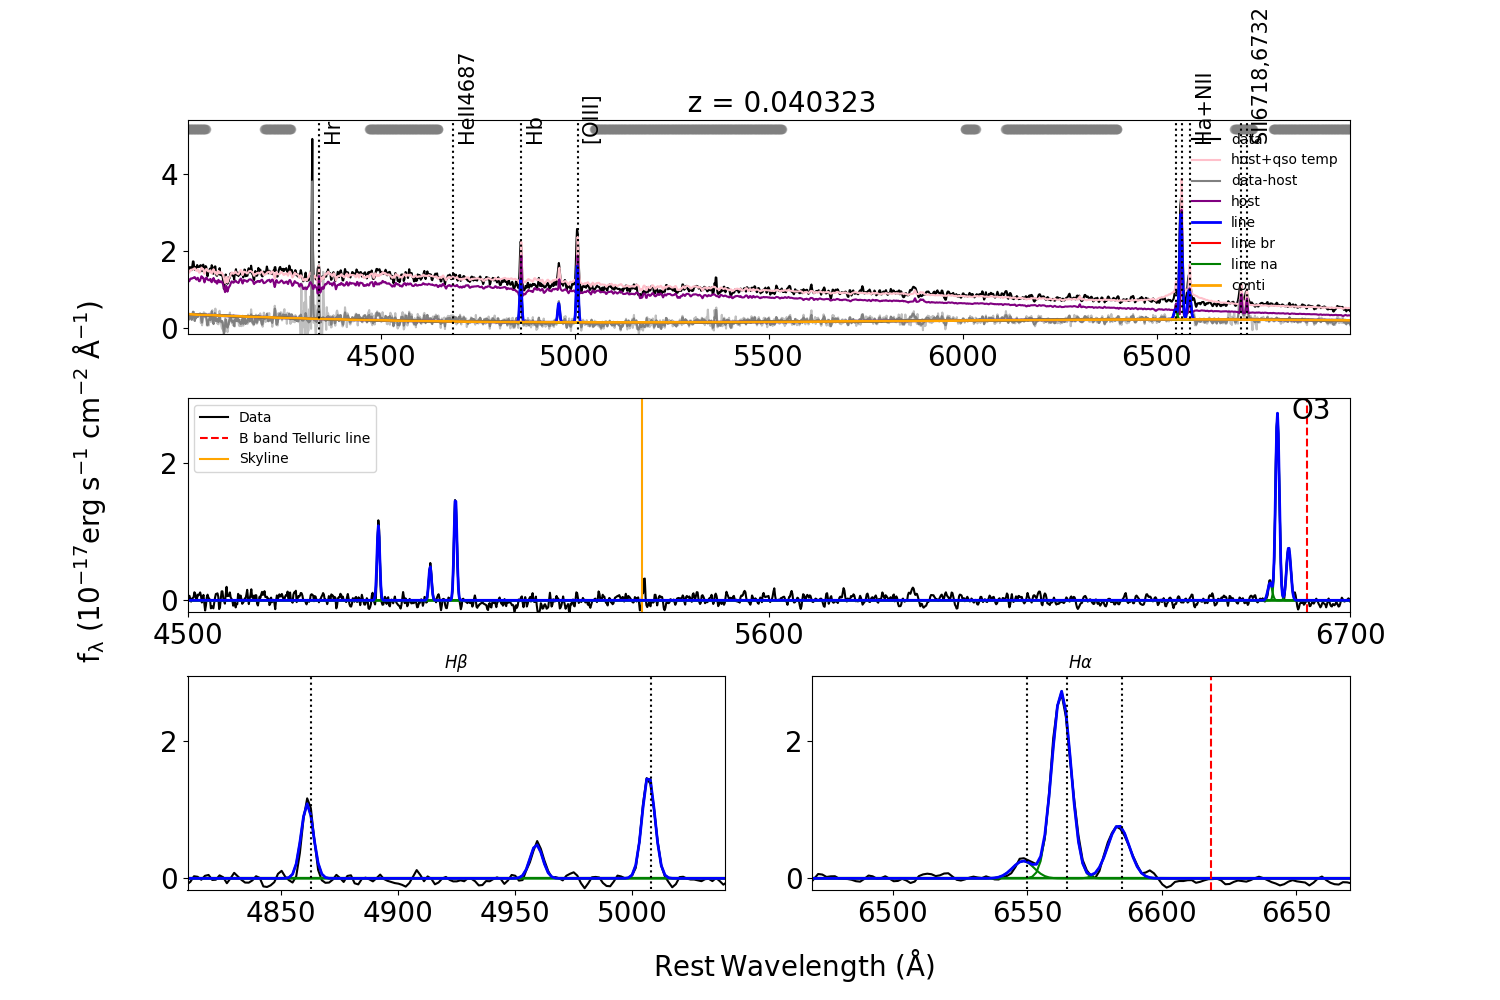 z = 0.040323
Hr
HeII4687
Hb
[OIII]
Ha+NII
SII6718,6732
data
host+qso temp
data-host
host
line
line br
line na
conti
4
2
0
4500 5000 5500 6000 6500
fλ (10⁻¹⁷erg s⁻¹ cm⁻² Å⁻¹)
Data
B band Telluric line
Skyline
O3
2
0
4500 5600 6700
Hβ
2
0
4850 4900 4950 5000
Hα
2
0
6500 6550 6600 6650
Rest Wavelength (Å)